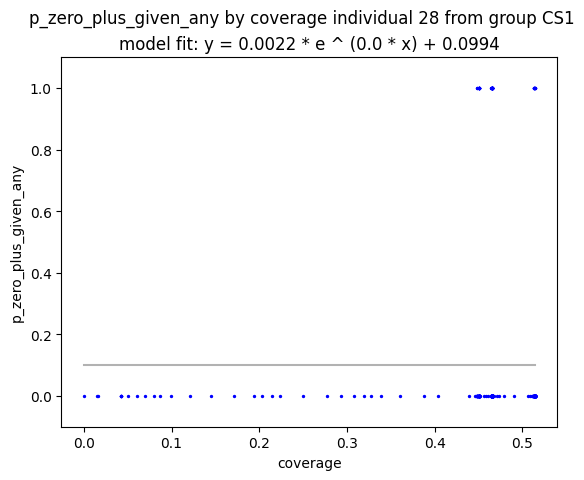 p_zero_plus_given_any by coverage individual 28 from group CS1
model fit: y = 0.0022 * e ^ (0.0 * x) + 0.0994
1.0
0.8
0.6
0.4
0.2
0.0
p_zero_plus_given_any
0.0 0.1 0.2 0.3 0.4 0.5
coverage